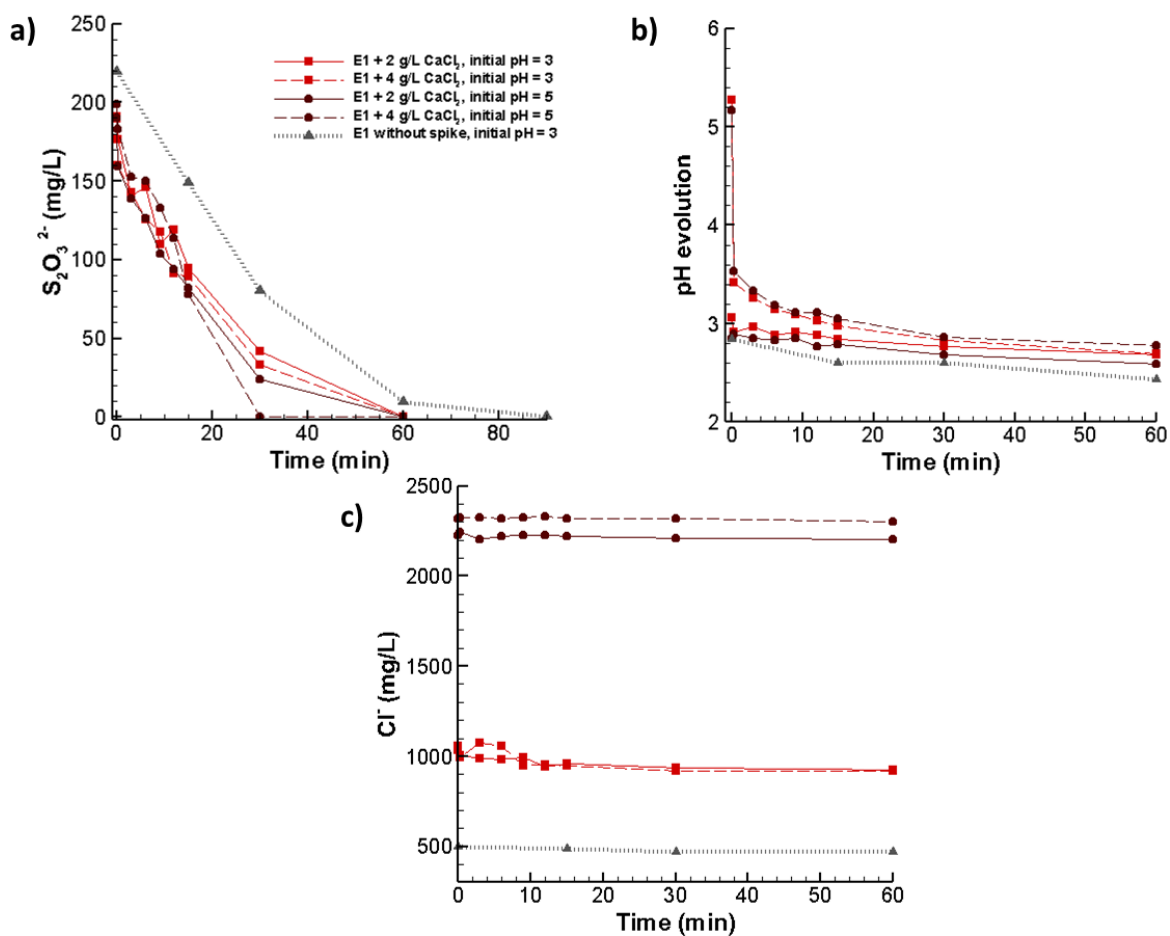 a)
S₂O₃²⁻ (mg/L)
250
200
150
100
50
0
E1 + 2 g/L CaCl₂, initial pH = 3
E1 + 4 g/L CaCl₂, initial pH = 3
E1 + 2 g/L CaCl₂, initial pH = 5
E1 + 4 g/L CaCl₂, initial pH = 5
E1 without spike, initial pH = 3
0 20 40 60 80
Time (min)
b)
pH evolution
6
5
4
3
2
0 10 20 30 40 50 60
Time (min)
c)
Cl⁻ (mg/L)
2500
2000
1500
1000
500
0 10 20 30 40 50 60
Time (min)